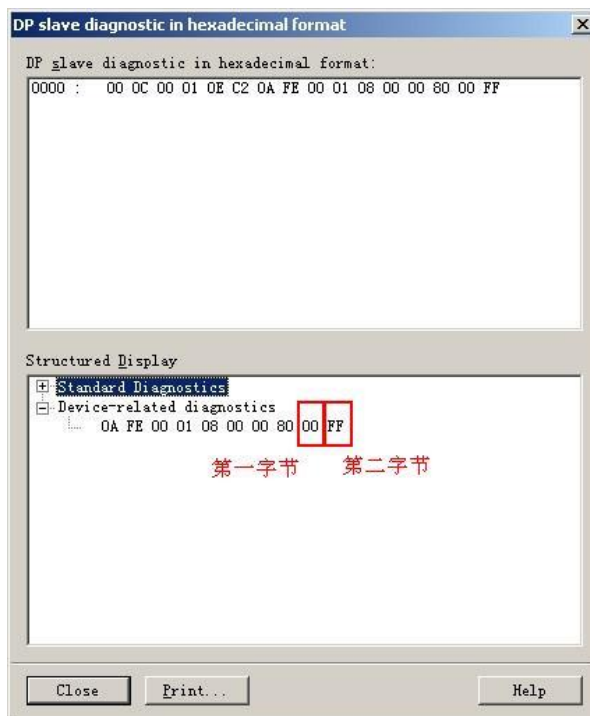 DP slave diagnostic in hexadecimal format
DP slave diagnostic in hexadecimal format:
0000 : 00 0C 00 01 0E C2 0A FE 00 01 08 00 00 80 00 FF
Structured Display
Standard Diagnostics
Device-related diagnostics
0A FE 00 01 08 00 00 80 00 FF
第一字节 第二字节
Close Print... Help